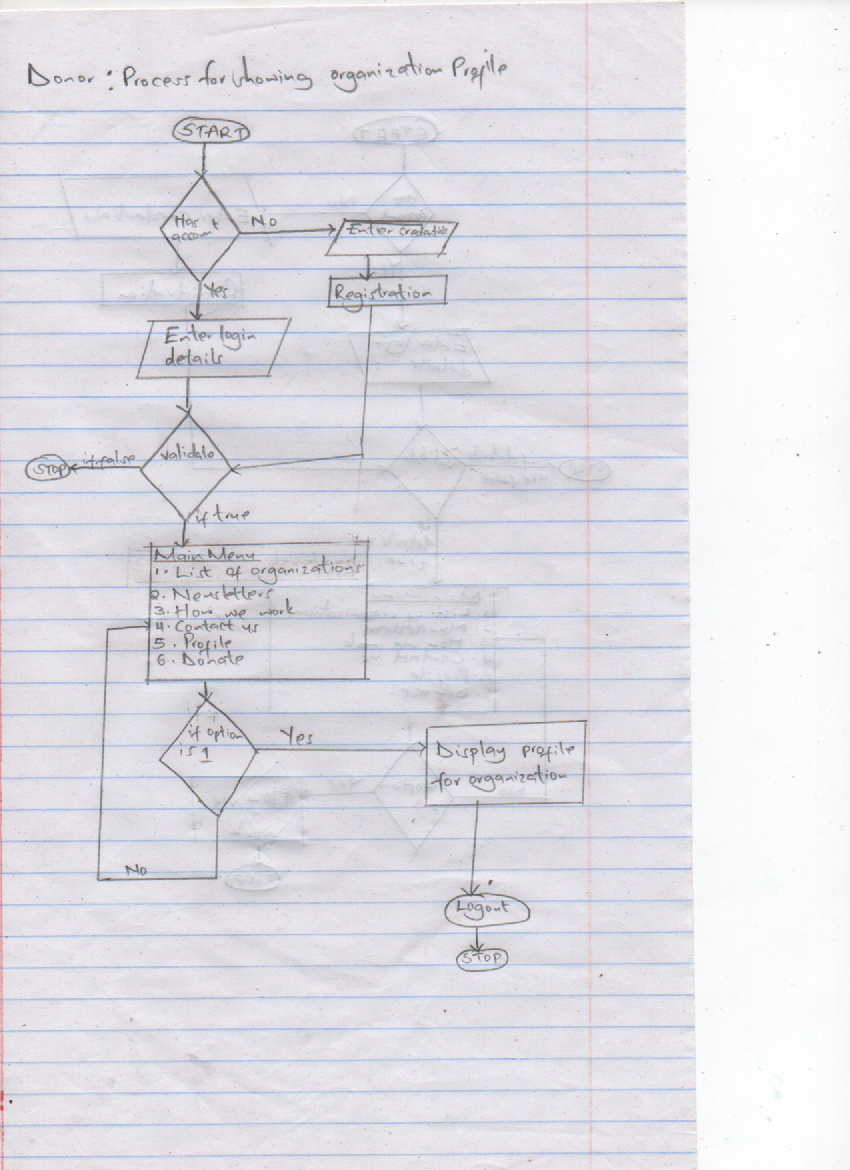 Donor: Process for showing organization Profile
START
Has
account
No
Enter credentials
Yes
Registration
Enter login
details
validate
if false
STOP
if true
Main Menu
1. List of organizations
2. Newsletters
3. How we work
4. Contact us
5. Profile
6. Donate
if option
is 1
Yes
Display profile
for organization
No
Logout
STOP